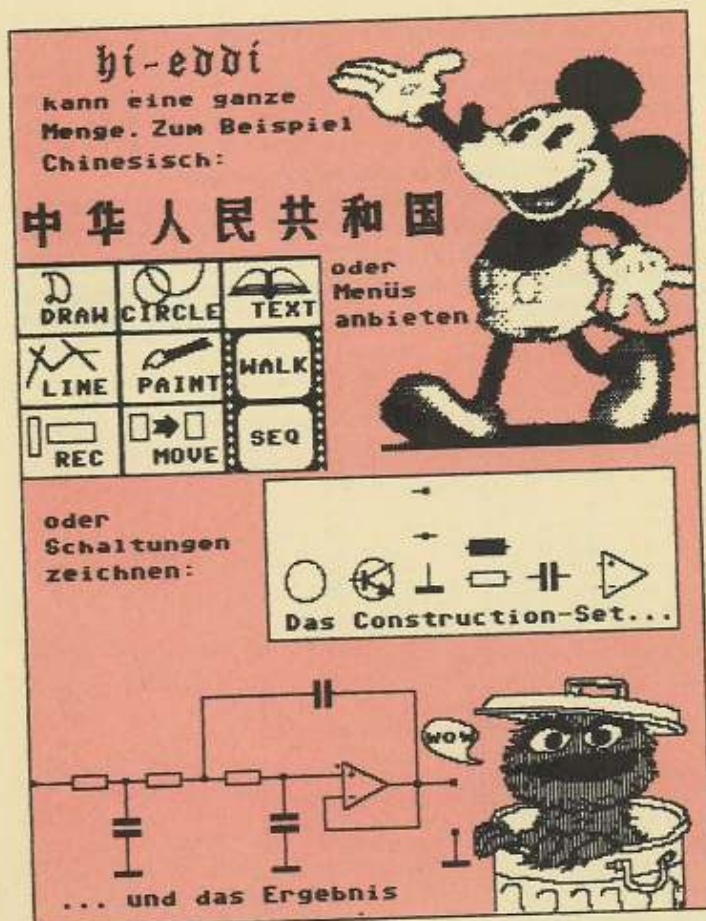 hi-eddi
kann eine ganze
Menge. Zum Beispiel
Chinesisch:
中华人民共和国
oder
Menüs
anbieten
DRAW CIRCLE TEXT
LINE PAINT WALK
REC MOVE SEQ
oder
Schaltungen
zeichnen:
Das Construction-Set...
WOW
... und das Ergebnis